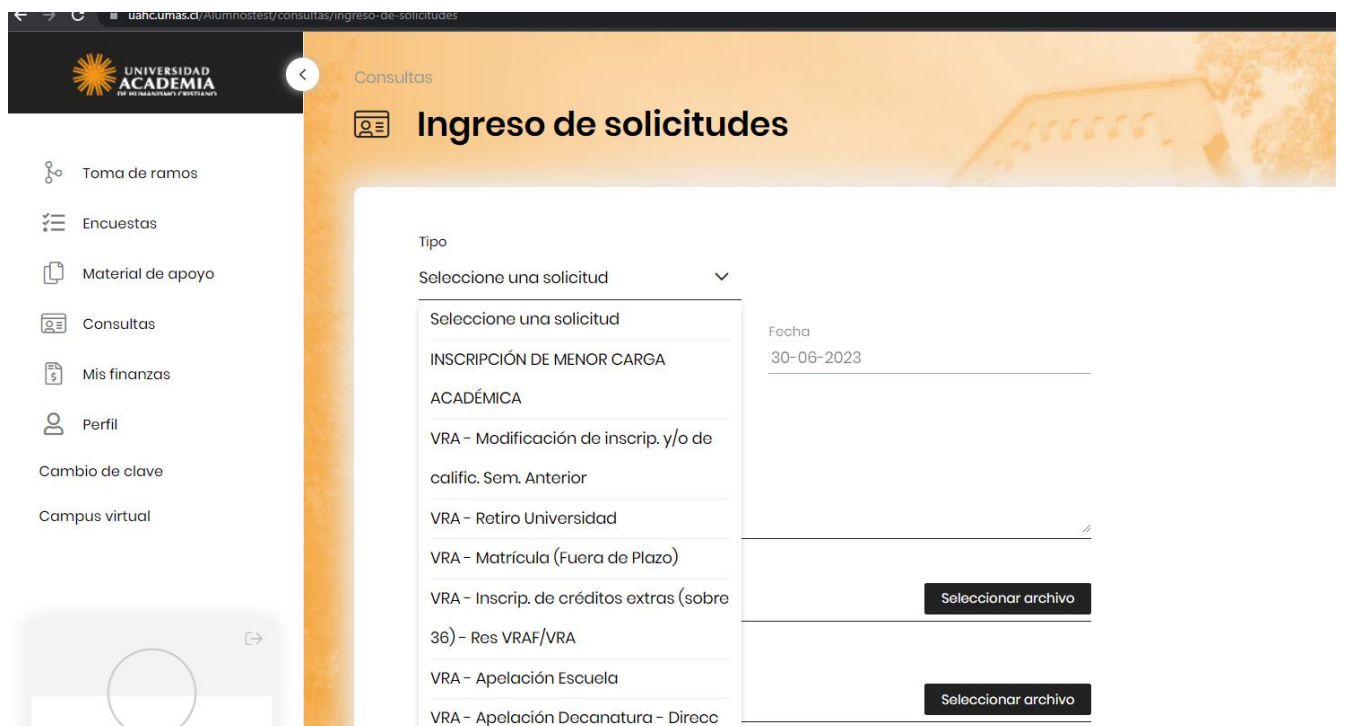 uahc.umas.cl/Alumnostest/consultas/ingreso-de-solicitudes
UNIVERSIDAD
ACADEMIA
DE HUMANISMO CRISTIANO
Consultas
Ingreso de solicitudes
Toma de ramos
Encuestas
Material de apoyo
Consultas
Mis finanzas
Perfil
Cambio de clave
Campus virtual
Tipo
Seleccione una solicitud
Seleccione una solicitud
INSCRIPCIÓN DE MENOR CARGA
ACADÉMICA
VRA - Modificación de inscrip. y/o de
calific. Sem. Anterior
VRA - Retiro Universidad
VRA - Matrícula (Fuera de Plazo)
VRA - Inscrip. de créditos extras (sobre
36) - Res VRAF/VRA
VRA - Apelación Escuela
VRA - Apelación Decanatura - Direcc
Fecha
30-06-2023
Seleccionar archivo
Seleccionar archivo